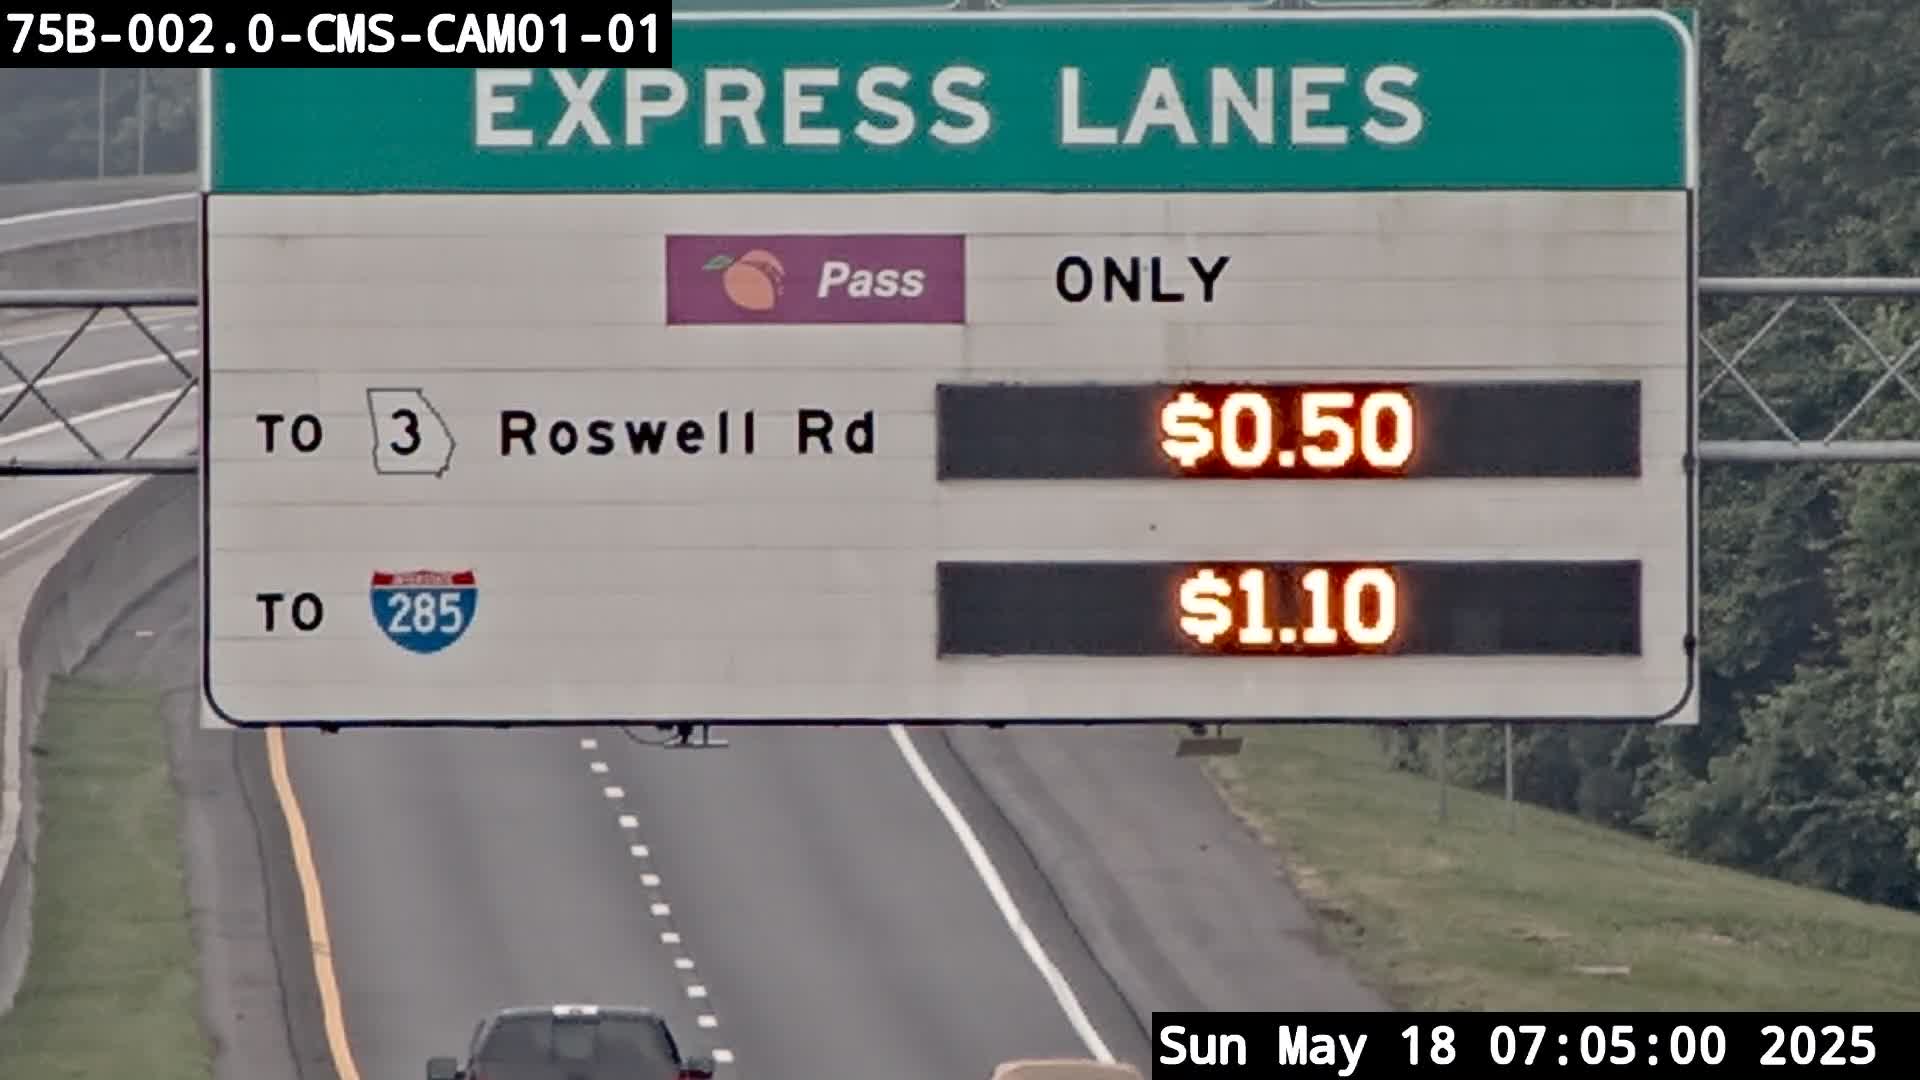 75B-002.0-CMS-CAM01-01
EXPRESS LANES
Pass ONLY
TO 3 Roswell Rd $0.50
TO INTERSTATE 285 $1.10
Sun May 18 07:05:00 2025